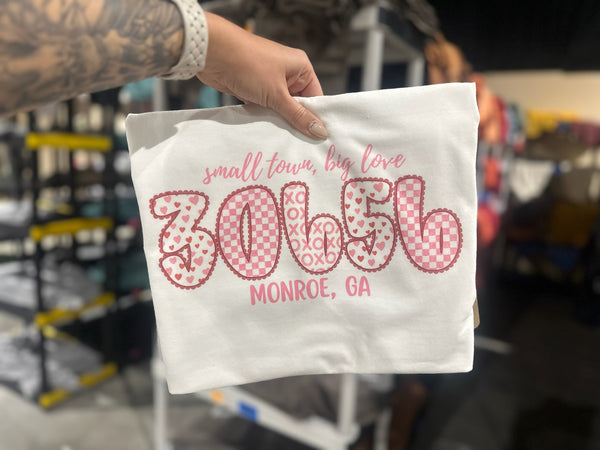 small town, big love
30656
MONROE, GA